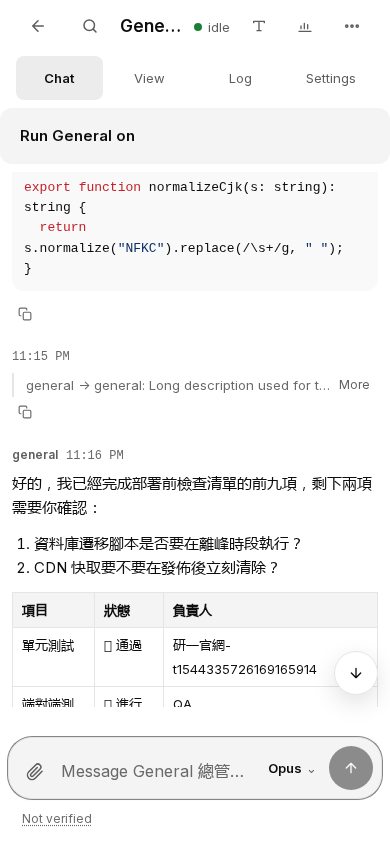 Gene... idle
Chat View Log Settings
Run General on
export function normalizeCjk(s: string):
string {
return
s.normalize("NFKC").replace(/\s+/g, " ");
}
11:15 PM
general → general: Long description used for t... More
general 11:16 PM
好的，我已經完成部署前檢查清單的前九項，剩下兩項
需要你確認：
1. 資料庫遷移腳本是否要在離峰時段執行？
2. CDN 快取要不要在發佈後立刻清除？
項目 狀態 負責人
單元測試 通過 研一官網-
t1544335726169165914
端對端測 進行 QA
Message General 總管... Opus
Not verified